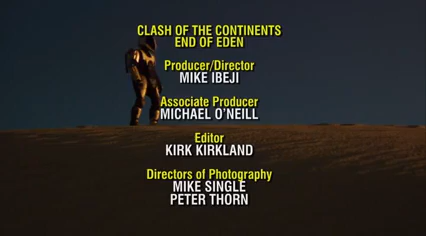 CLASH OF THE CONTINENTS
END OF EDEN
Producer/Director
MIKE IBEJI
Associate Producer
MICHAEL O'NEILL
Editor
KIRK KIRKLAND
Directors of Photography
MIKE SINGLE
PETER THORN